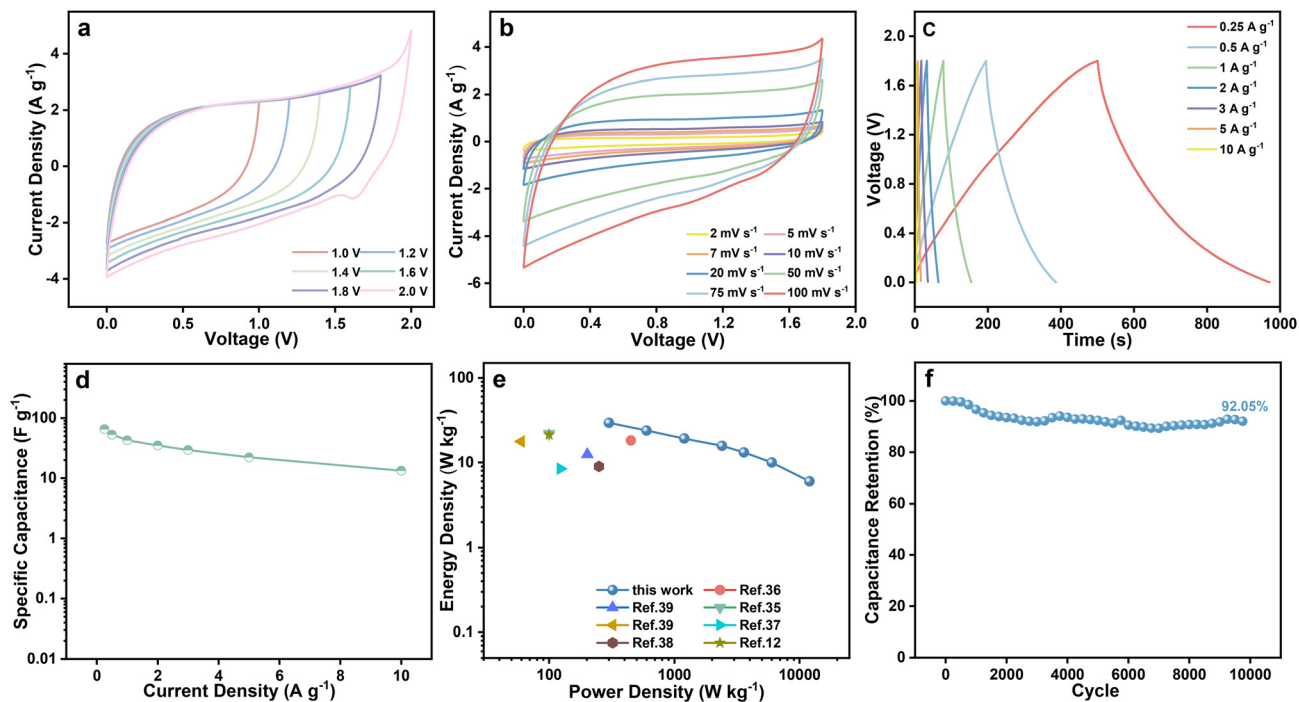 a
Current Density (A g⁻¹)
4
2
0
-2
-4
0.0
0.5
1.0
1.5
2.0
Voltage (V)
1.0 V
1.2 V
1.4 V
1.6 V
1.8 V
2.0 V
b
Current Density (A g⁻¹)
6
4
2
0
-2
-4
-6
0.0
0.4
0.8
1.2
1.6
2.0
Voltage (V)
2 mV s⁻¹
5 mV s⁻¹
7 mV s⁻¹
10 mV s⁻¹
20 mV s⁻¹
50 mV s⁻¹
75 mV s⁻¹
100 mV s⁻¹
c
Voltage (V)
2.0
1.6
1.2
0.8
0.4
0.0
0
200
400
600
800
1000
Time (s)
0.25 A g⁻¹
0.5 A g⁻¹
1 A g⁻¹
2 A g⁻¹
3 A g⁻¹
5 A g⁻¹
10 A g⁻¹
d
Specific Capacitance (F g⁻¹)
100
10
1
0.1
0.01
0
2
4
6
8
10
Current Density (A g⁻¹)
e
Energy Density (W kg⁻¹)
100
10
1
0.1
100
1000
10000
Power Density (W kg⁻¹)
this work
Ref.36
Ref.39
Ref.35
Ref.39
Ref.37
Ref.38
Ref.12
f
Capacitance Retention (%)
100
80
60
40
20
0
0
2000
4000
6000
8000
10000
Cycle
92.05%